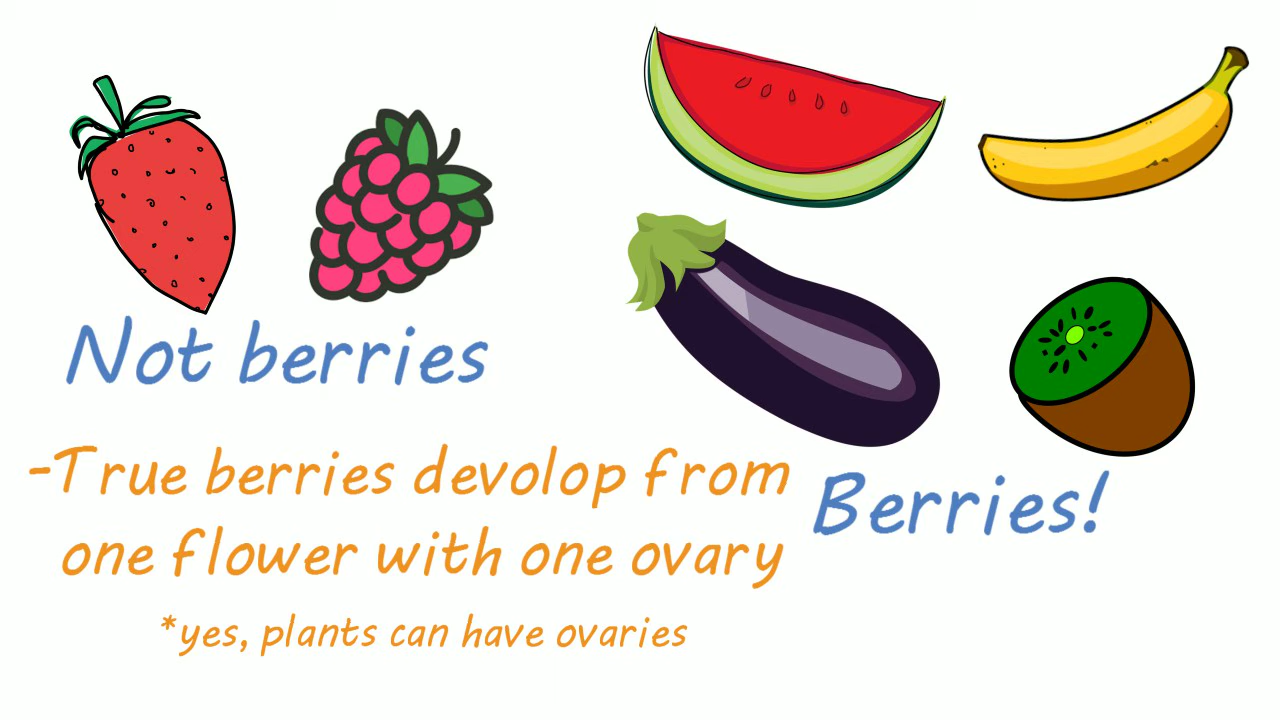 Not berries
-True berries devolop from
one flower with one ovary
*yes, plants can have ovaries
Berries!